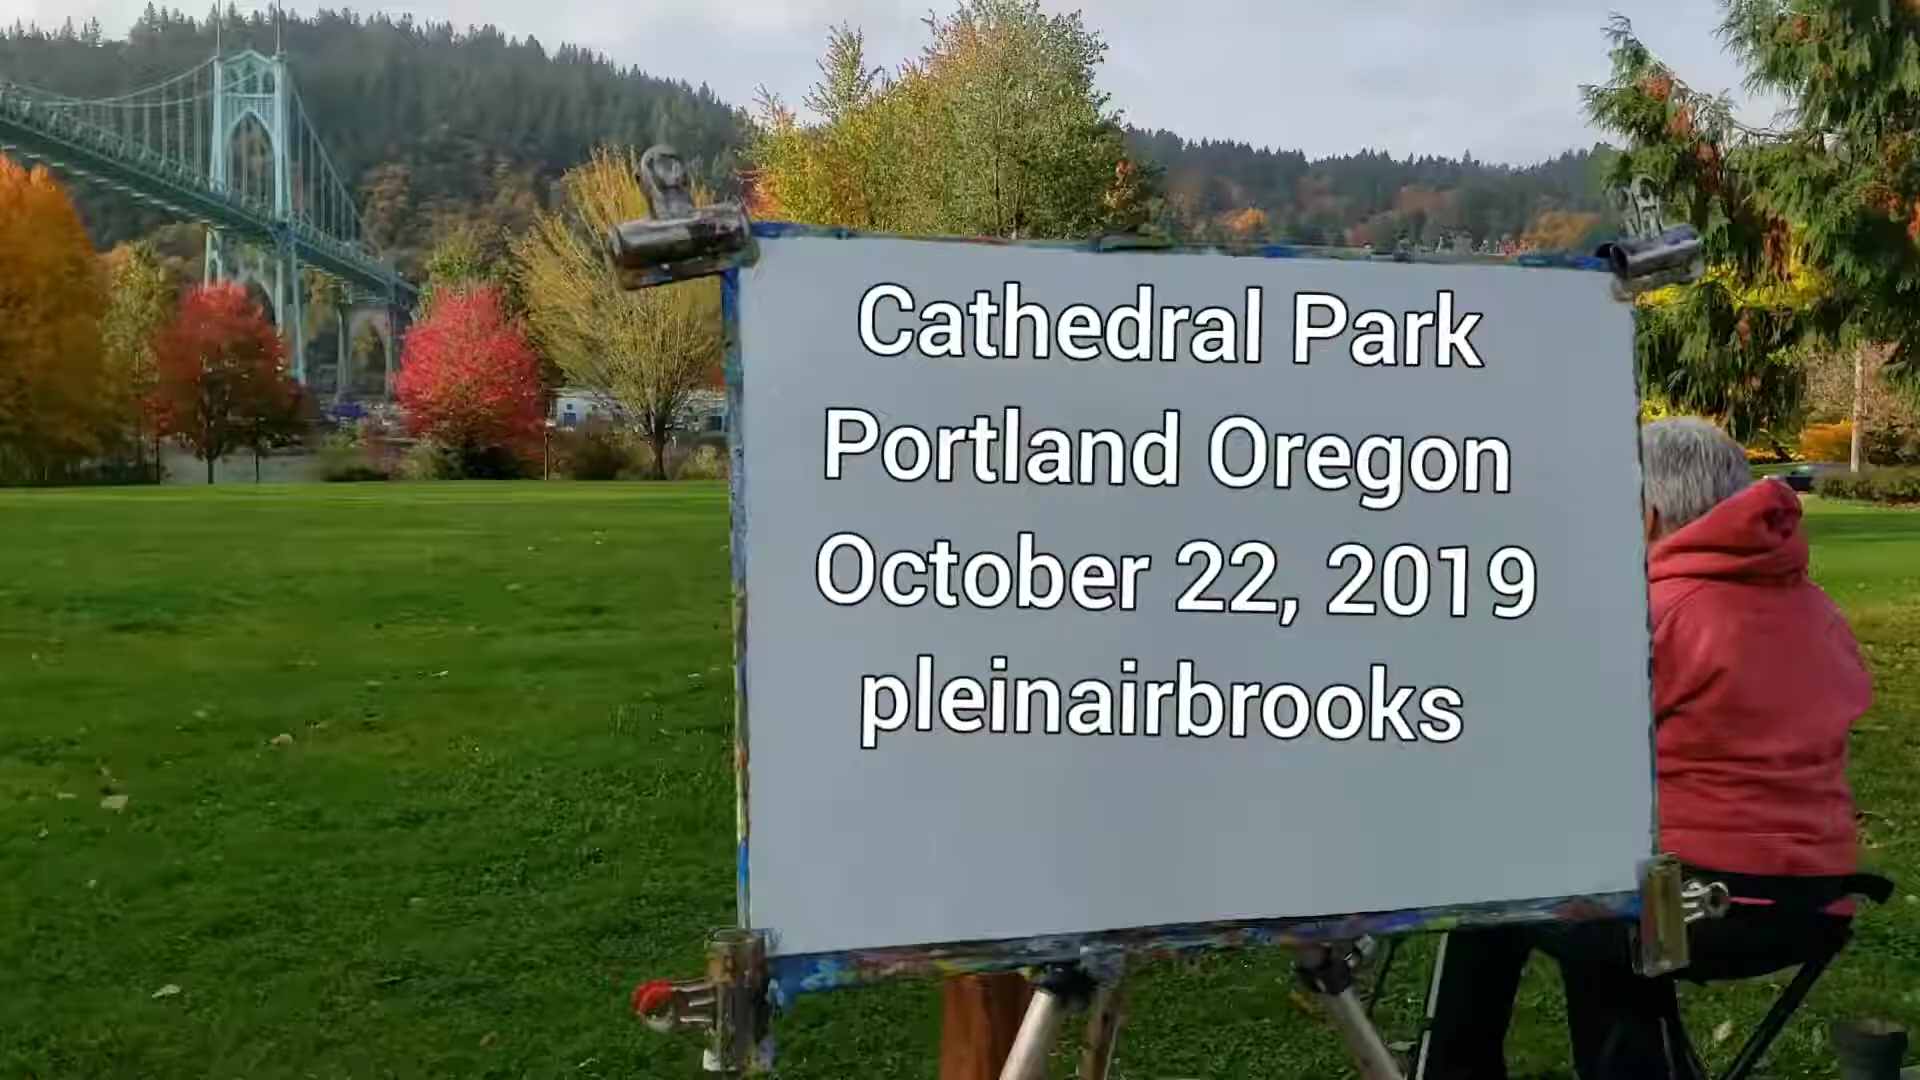 Cathedral Park
Portland Oregon
October 22, 2019
pleinairbrooks